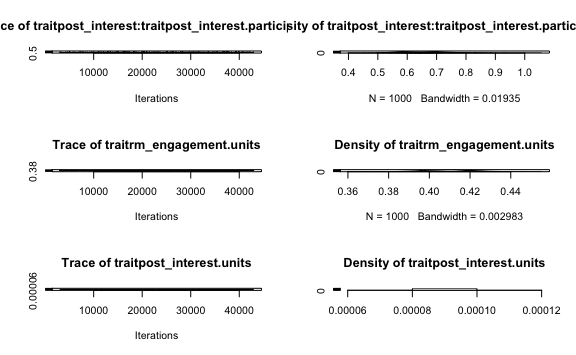 ce of traitpost_interest:traitpost_interest.partici
sity of traitpost_interest:traitpost_interest.partic
0.5
10000 20000 30000 40000
Iterations
0
0.4 0.5 0.6 0.7 0.8 0.9 1.0
N = 1000 Bandwidth = 0.01935
Trace of traitrm_engagement.units
Density of traitrm_engagement.units
0.38
10000 20000 30000 40000
Iterations
0
0.36 0.38 0.40 0.42 0.44
N = 1000 Bandwidth = 0.002983
Trace of traitpost_interest.units
Density of traitpost_interest.units
0.00006
10000 20000 30000 40000
Iterations
0
0.00006 0.00008 0.00010 0.00012